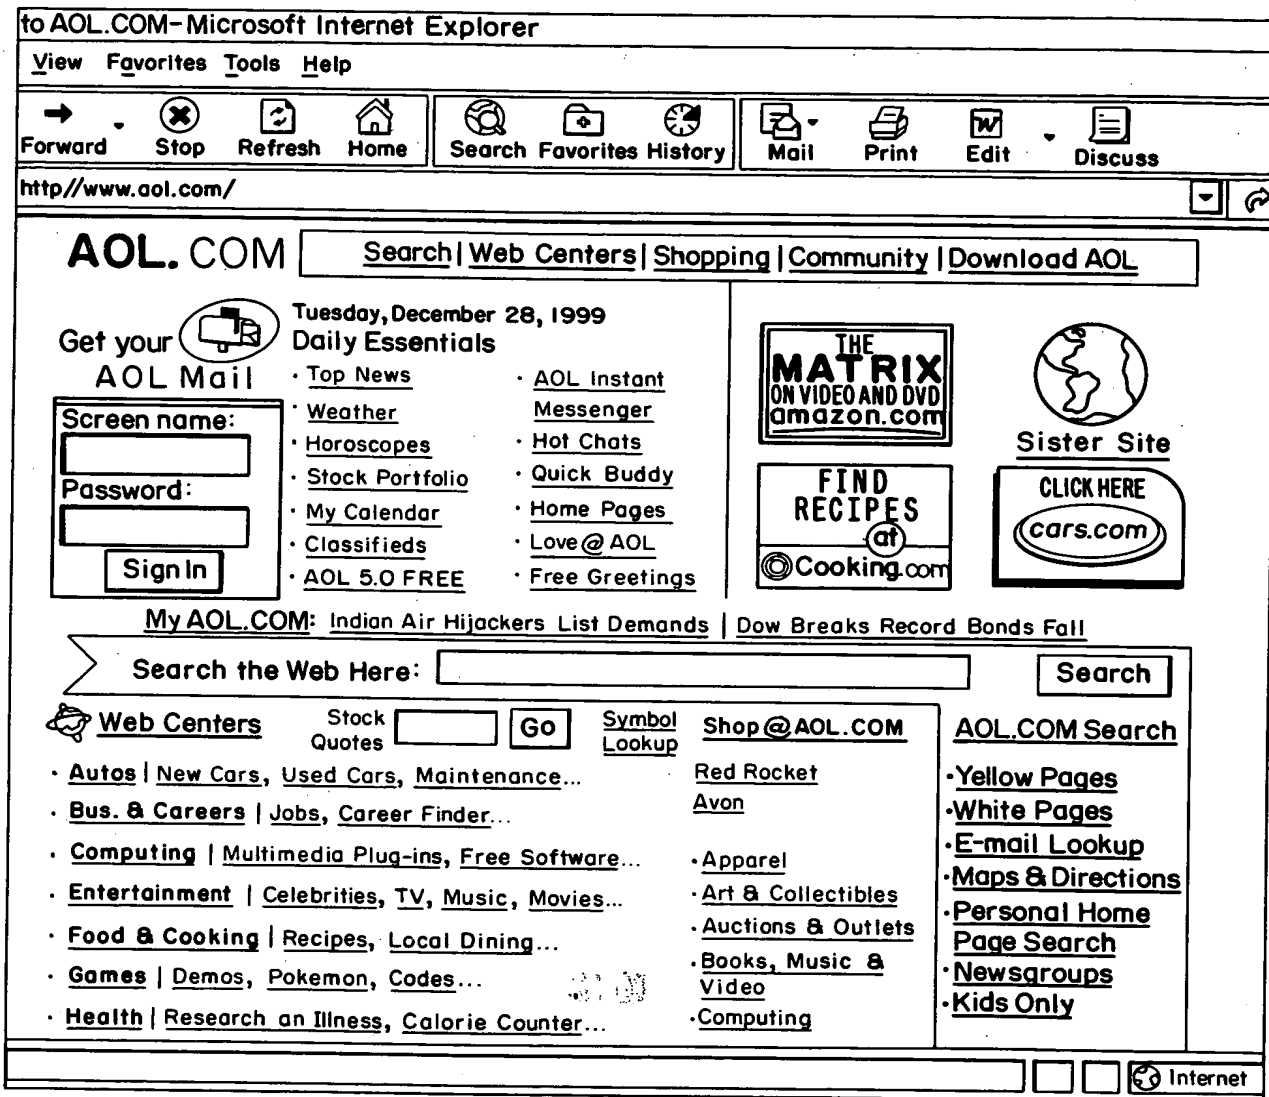 to AOL.COM-Microsoft Internet Explorer
View Favorites Tools Help
Forward Stop Refresh Home Search Favorites History Mail Print Edit Discuss
http//www.aol.com/
AOL.COM Search | Web Centers | Shopping | Community | Download AOL
Get your
AOL Mail
Screen name:
Password:
Sign In
Tuesday, December 28, 1999
Daily Essentials
· Top News
· Weather
· Horoscopes
· Stock Portfolio
· My Calendar
· Classifieds
· AOL 5.0 FREE
· AOL Instant
Messenger
· Hot Chats
· Quick Buddy
· Home Pages
· Love@AOL
· Free Greetings
THE
MATRIX
ON VIDEO AND DVD
amazon.com
Sister Site
FIND
RECIPES
at
Cooking.com
CLICK HERE
cars.com
My AOL.COM: Indian Air Hijackers List Demands | Dow Breaks Record Bonds Fall
Search the Web Here: Search
Web Centers
Stock
Quotes
Go
Symbol
Lookup
· Autos | New Cars, Used Cars, Maintenance...
· Bus. & Careers | Jobs, Career Finder...
· Computing | Multimedia Plug-ins, Free Software...
· Entertainment | Celebrities, TV, Music, Movies...
· Food & Cooking | Recipes, Local Dining...
· Games | Demos, Pokemon, Codes...
· Health | Research an Illness, Calorie Counter...
Shop@AOL.COM
Red Rocket
Avon
· Apparel
· Art & Collectibles
· Auctions & Outlets
· Books, Music &
Video
· Computing
AOL.COM Search
· Yellow Pages
· White Pages
· E-mail Lookup
· Maps & Directions
· Personal Home
Page Search
· Newsgroups
· Kids Only
Internet